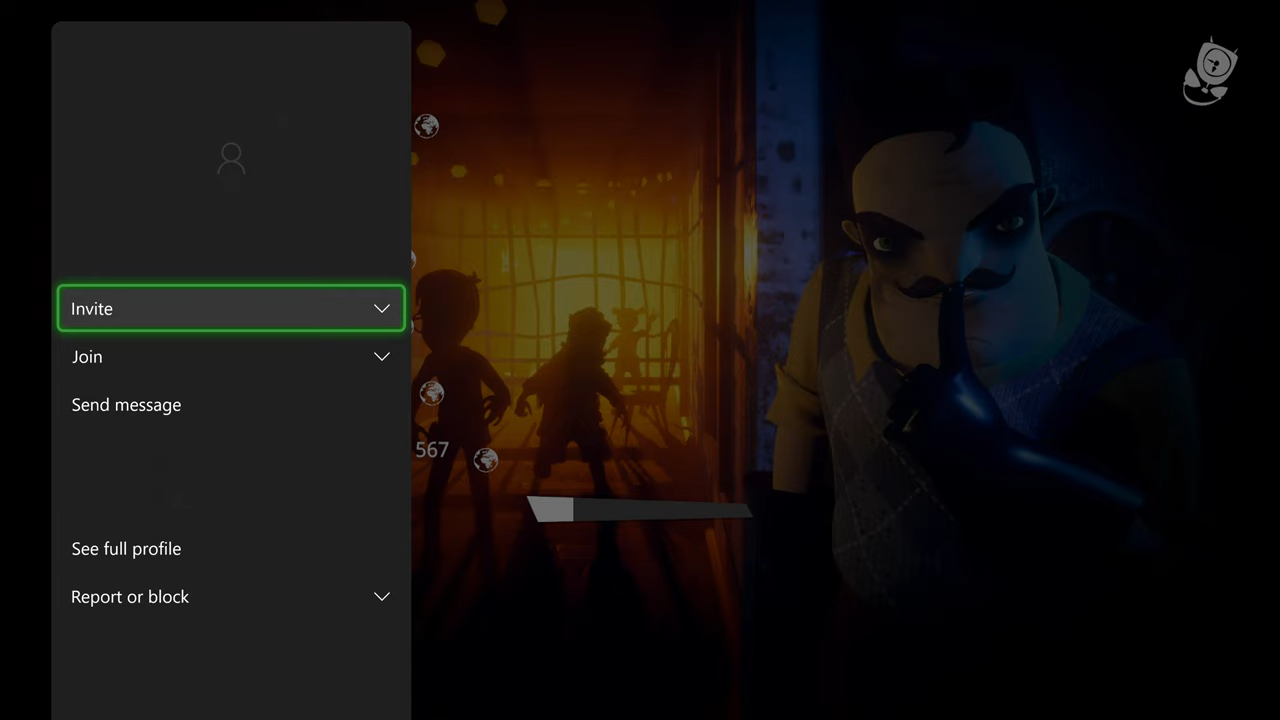 Invite
Join
Send message
567
See full profile
Report or block